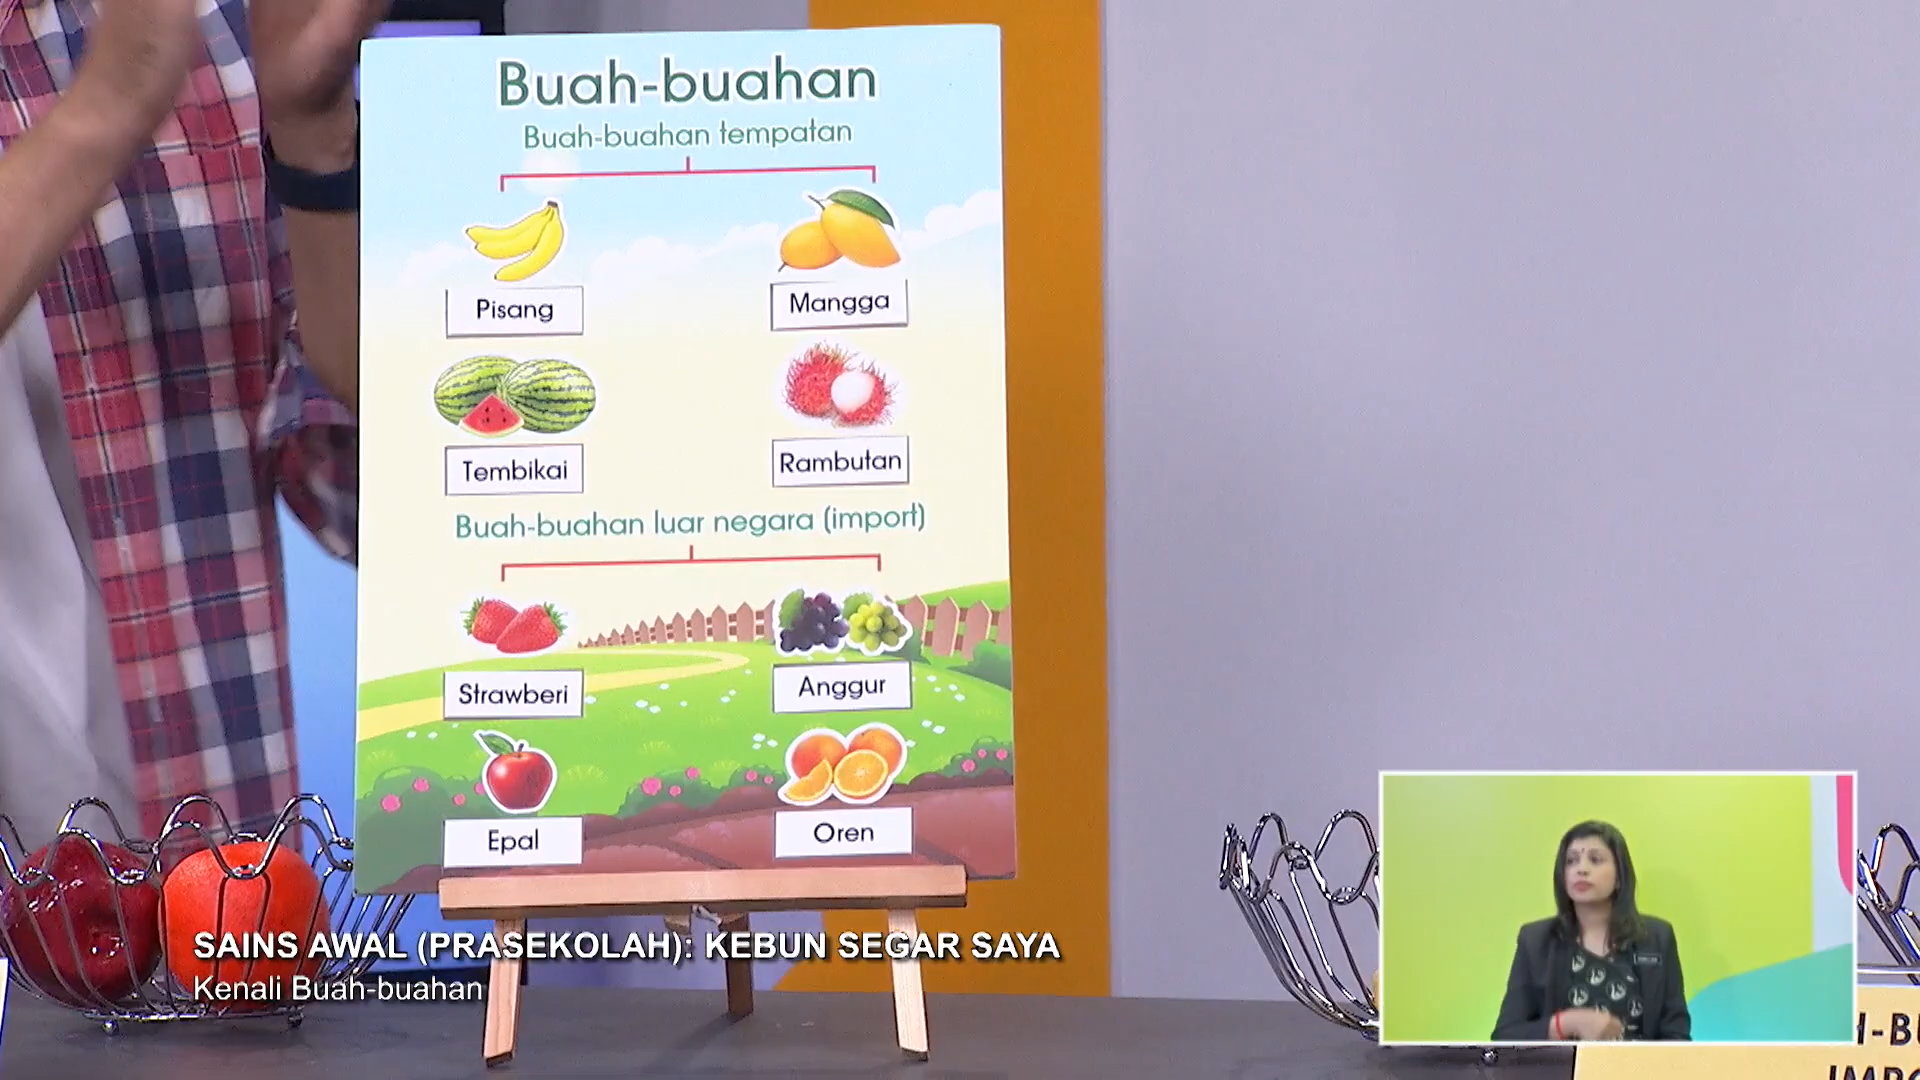 Buah-buahan
Buah-buahan tempatan
Pisang
Mangga
Tembikai
Rambutan
Buah-buahan luar negara (import)
Strawberi
Anggur
Epal
Oren
SAINS AWAL (PRASEKOLAH): KEBUN SEGAR SAYA
Kenali Buah-buahan